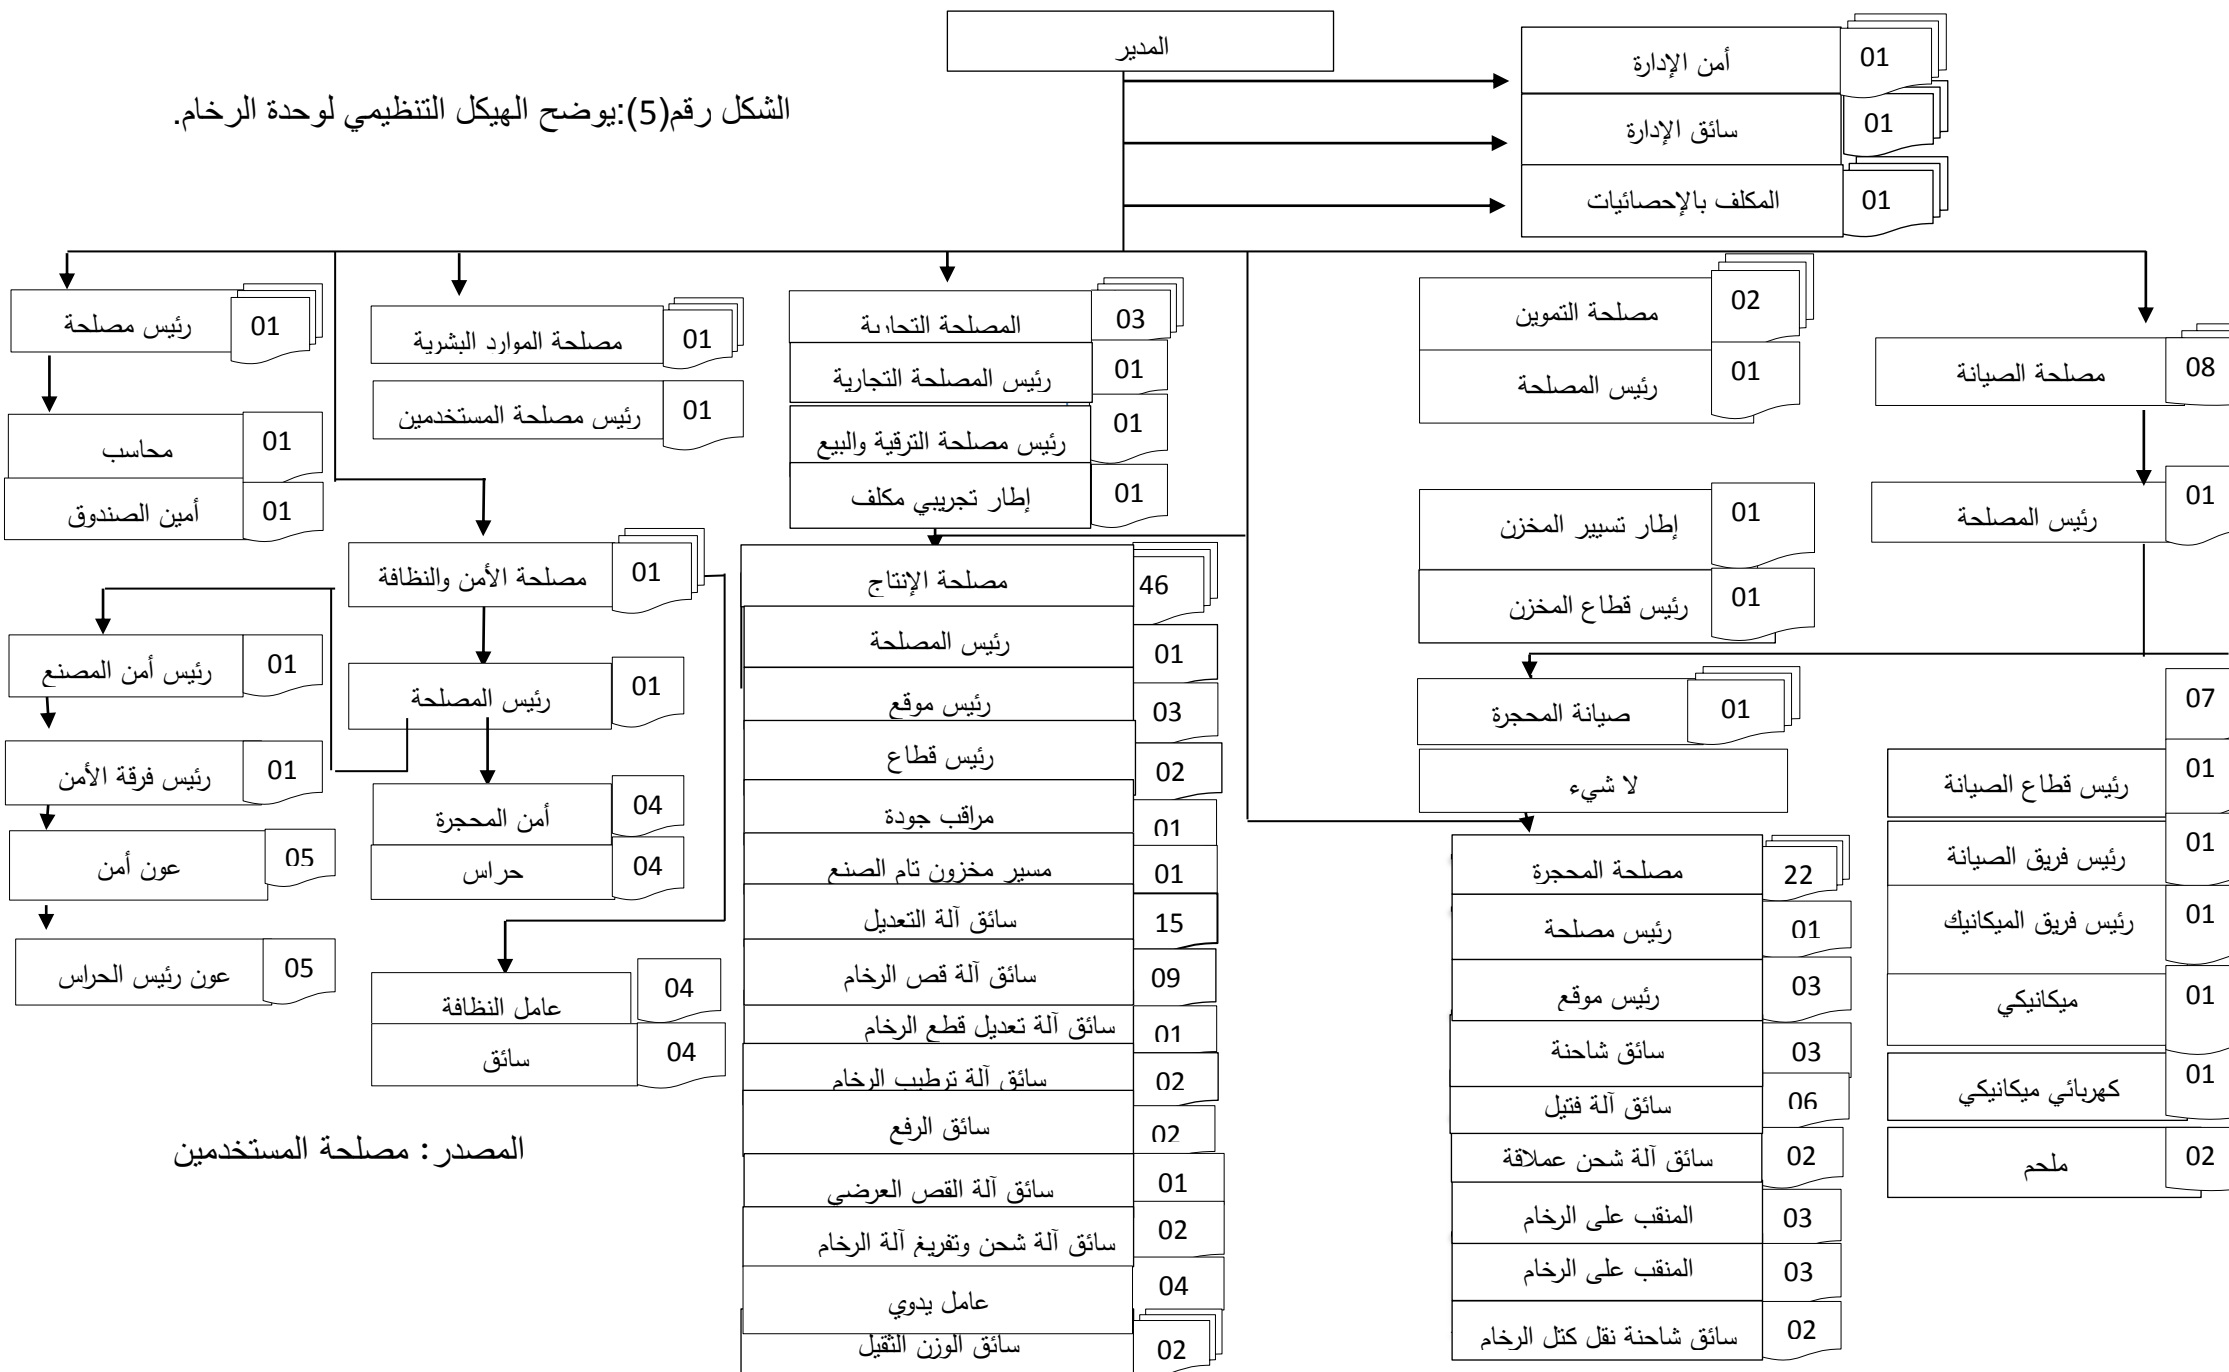 المدير
أمن الإدارة
01
سائق الإدارة
01
المكلف بالإحصائيات
01
الشكل رقم(5):يوضح الهيكل التنظيمي لوحدة الرخام.
مصلحة الصيانة
08
رئيس المصلحة
01
07
رئيس قطاع الصيانة
01
رئيس فريق الصيانة
01
رئيس فريق الميكانيك
01
ميكانيكي
01
كهربائي ميكانيكي
01
ملحم
02
مصلحة التموين
02
رئيس المصلحة
01
إطار تسيير المخزن
01
رئيس قطاع المخزن
01
صيانة المحجرة
01
لا شيء
مصلحة المحجرة
22
رئيس مصلحة
01
رئيس موقع
03
سائق شاحنة
03
سائق آلة فتيل
06
سائق آلة شحن عملاقة
02
المنقب على الرخام
03
المنقب على الرخام
03
سائق شاحنة نقل كتل الرخام
02
المصلحة التجارية
03
رئيس المصلحة التجارية
01
رئيس مصلحة الترقية والبيع
01
إطار تجريبي مكلف
01
مصلحة الإنتاج
46
رئيس المصلحة
01
رئيس موقع
03
رئيس قطاع
02
مراقب جودة
01
مسير مخزون تام الصنع
01
سائق آلة التعديل
15
سائق آلة قص الرخام
09
سائق آلة تعديل قطع الرخام
01
سائق آلة ترطيب الرخام
02
سائق الرفع
02
سائق آلة القص العرضي
01
سائق آلة شحن وتفريغ آلة الرخام
02
عامل يدوي
04
سائق الوزن الثقيل
02
مصلحة الموارد البشرية
01
رئيس مصلحة المستخدمين
01
مصلحة الأمن والنظافة
01
رئيس المصلحة
01
أمن المحجرة
04
حراس
04
عامل النظافة
04
سائق
04
رئيس مصلحة
01
محاسب
01
أمين الصندوق
01
رئيس أمن المصنع
01
رئيس فرقة الأمن
01
عون أمن
05
عون رئيس الحراس
05
المصدر: مصلحة المستخدمين